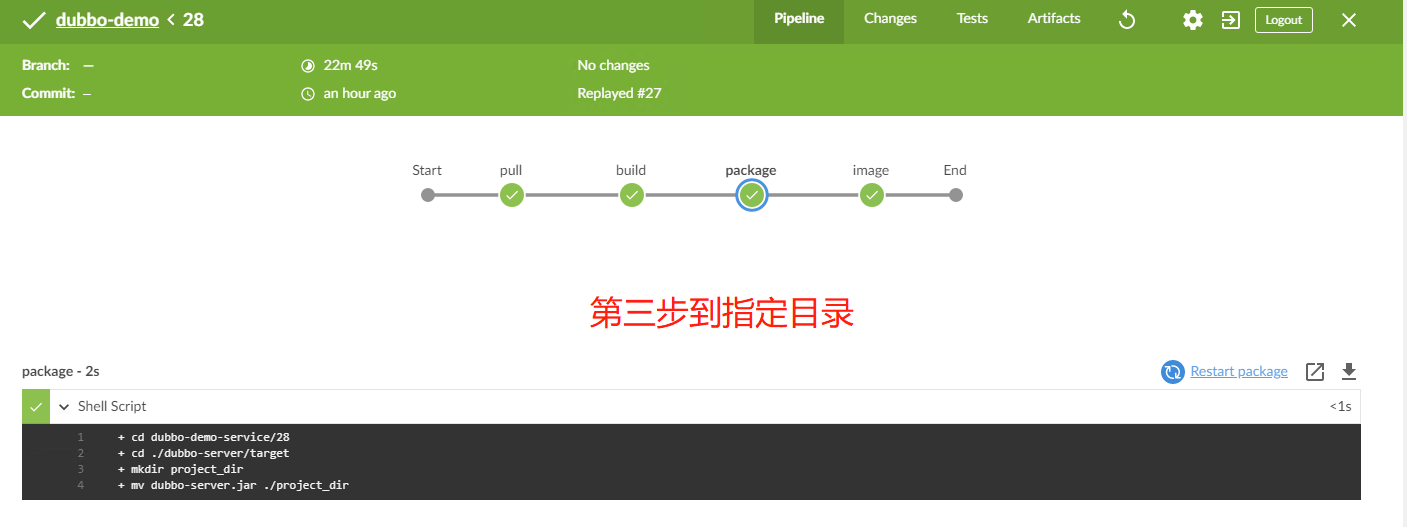 dubbo-demo < 28
Pipeline Changes Tests Artifacts Logout
Branch: — 22m 49s No changes
Commit: – an hour ago Replayed #27
Start pull build package image End
第三步到指定目录
package - 2s Restart package
Shell Script <1s
1 + cd dubbo-demo-service/28
2 + cd ./dubbo-server/target
3 + mkdir project_dir
4 + mv dubbo-server.jar ./project_dir